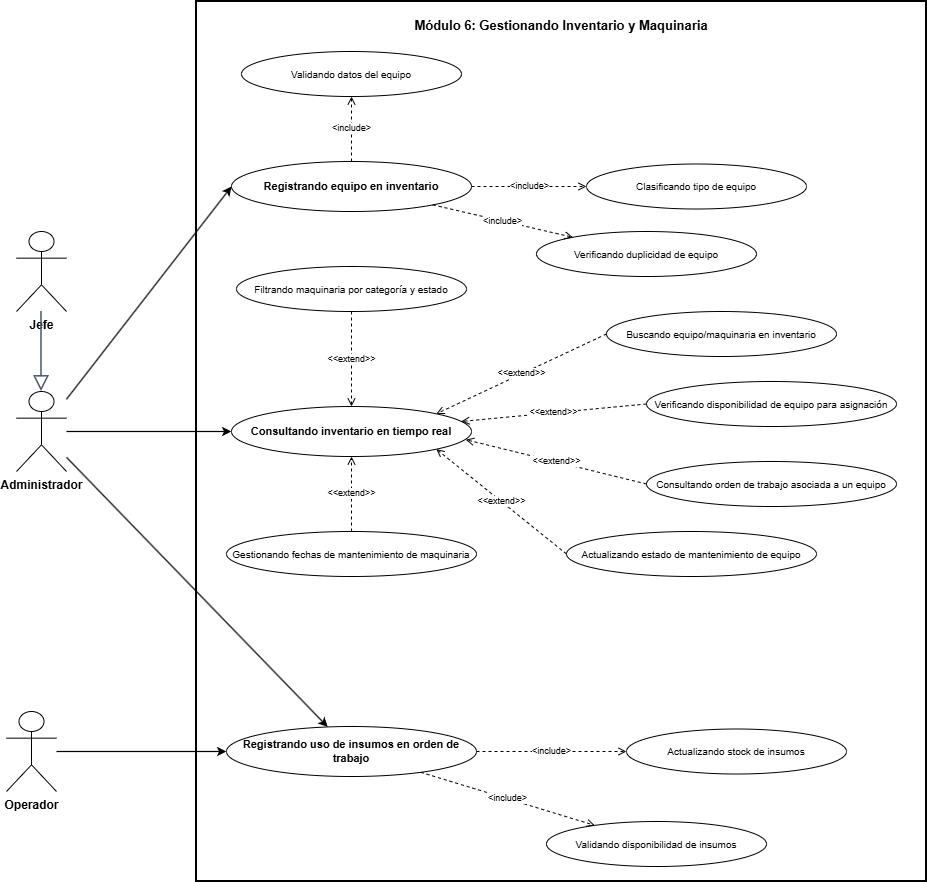 Módulo 6: Gestionando Inventario y Maquinaria
Validando datos del equipo
<include>
Registrando equipo en inventario
<include>
Clasificando tipo de equipo
<include>
Verificando duplicidad de equipo
Filtrando maquinaria por categoría y estado
Jefe
Buscando equipo/maquinaria en inventario
<<extend>>
<<extend>>
Verificando disponibilidad de equipo para asignación
<<extend>>
Consultando inventario en tiempo real
<<extend>>
Consultando orden de trabajo asociada a un equipo
Administrador
<<extend>>
<<extend>>
Gestionando fechas de mantenimiento de maquinaria
Actualizando estado de mantenimiento de equipo
Registrando uso de insumos en orden de
trabajo
<include>
Actualizando stock de insumos
Operador
<include>
Validando disponibilidad de insumos